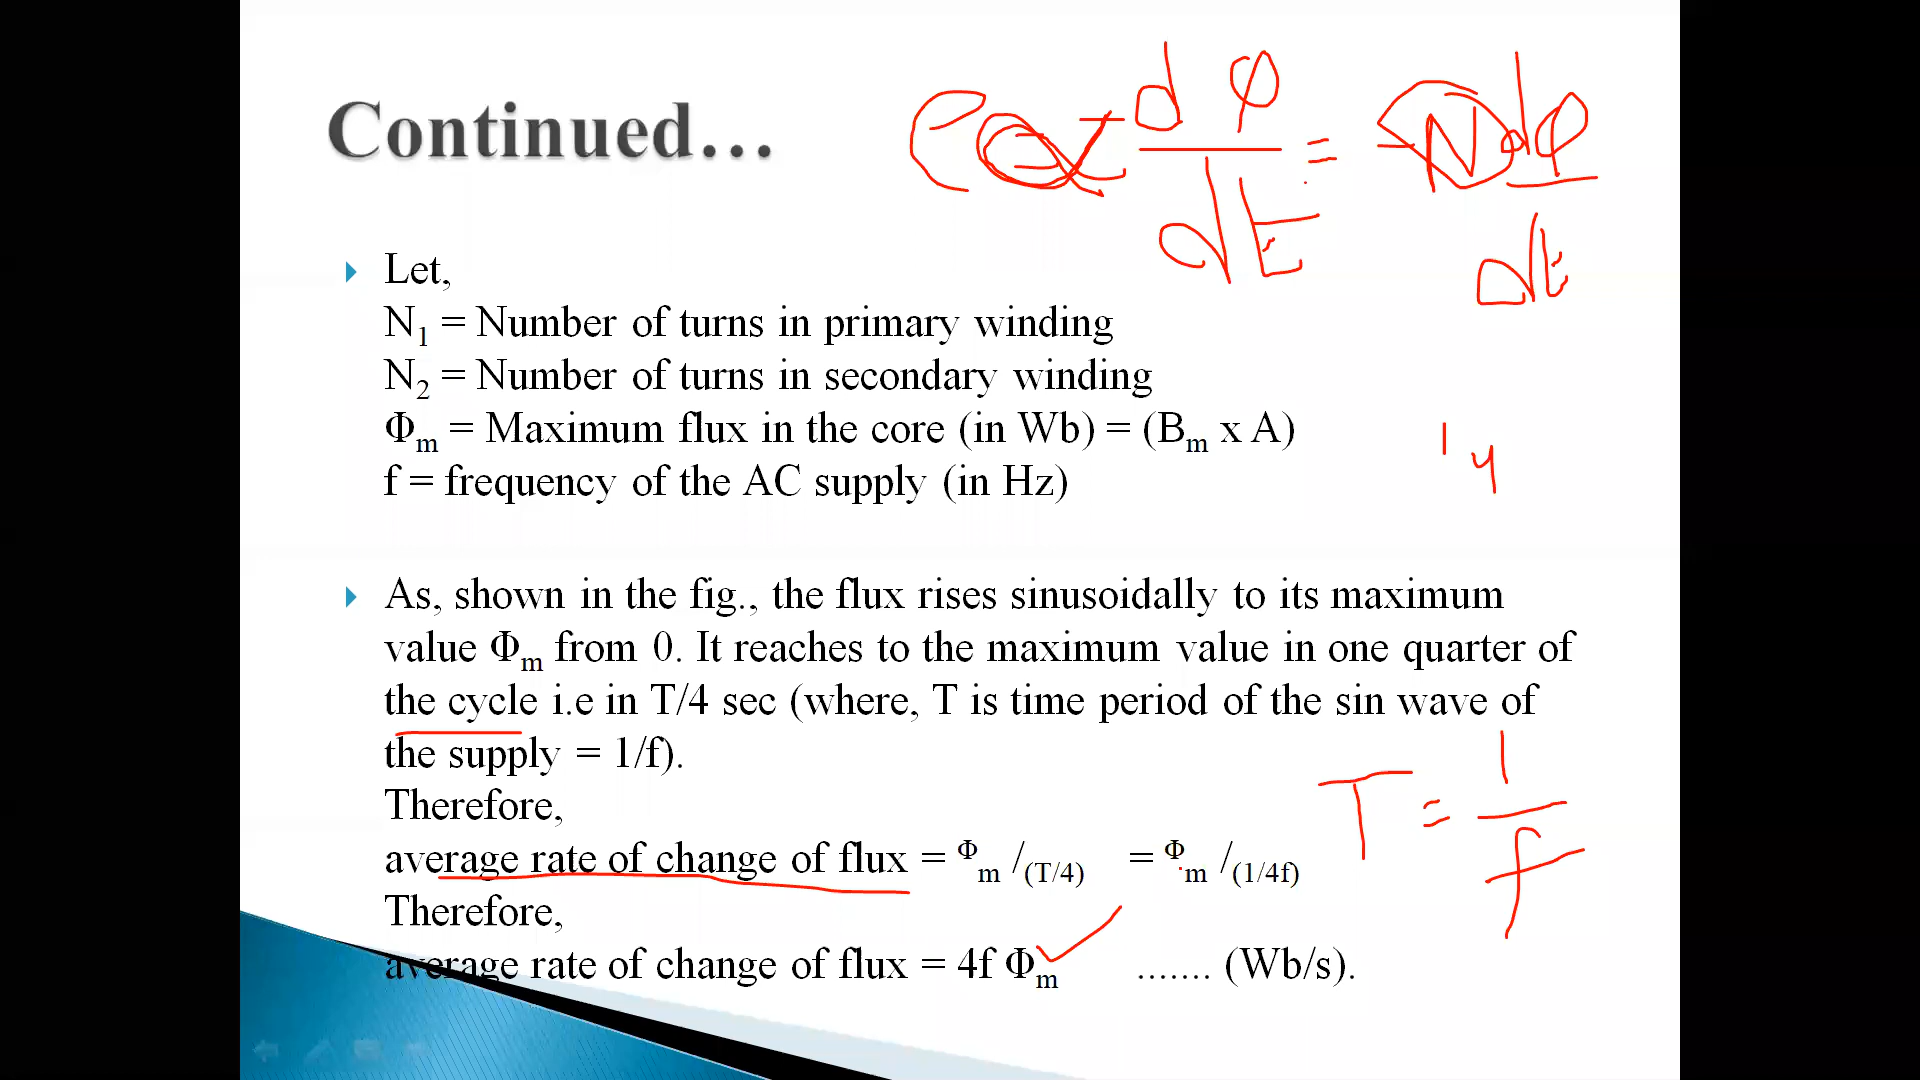 Continued...
e ∝ dφ/dt = -N dφ/dt
Let,
N₁ = Number of turns in primary winding
N₂ = Number of turns in secondary winding
Φₘ = Maximum flux in the core (in Wb) = (Bₘ x A)
f = frequency of the AC supply (in Hz)
1 4
As, shown in the fig., the flux rises sinusoidally to its maximum
value Φₘ from 0. It reaches to the maximum value in one quarter of
the cycle i.e in T/4 sec (where, T is time period of the sin wave of
the supply = 1/f).
T = 1/f
Therefore,
average rate of change of flux = Φₘ /(T/4) = Φₘ /(1/4f)
Therefore,
average rate of change of flux = 4f Φₘ ....... (Wb/s).